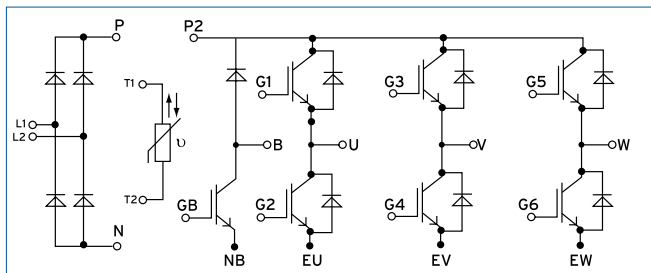 P P2
G1 G3 G5
T1
L1
L2 B U V W
υ
T2
N GB G2 G4 G6
NB EU EV EW